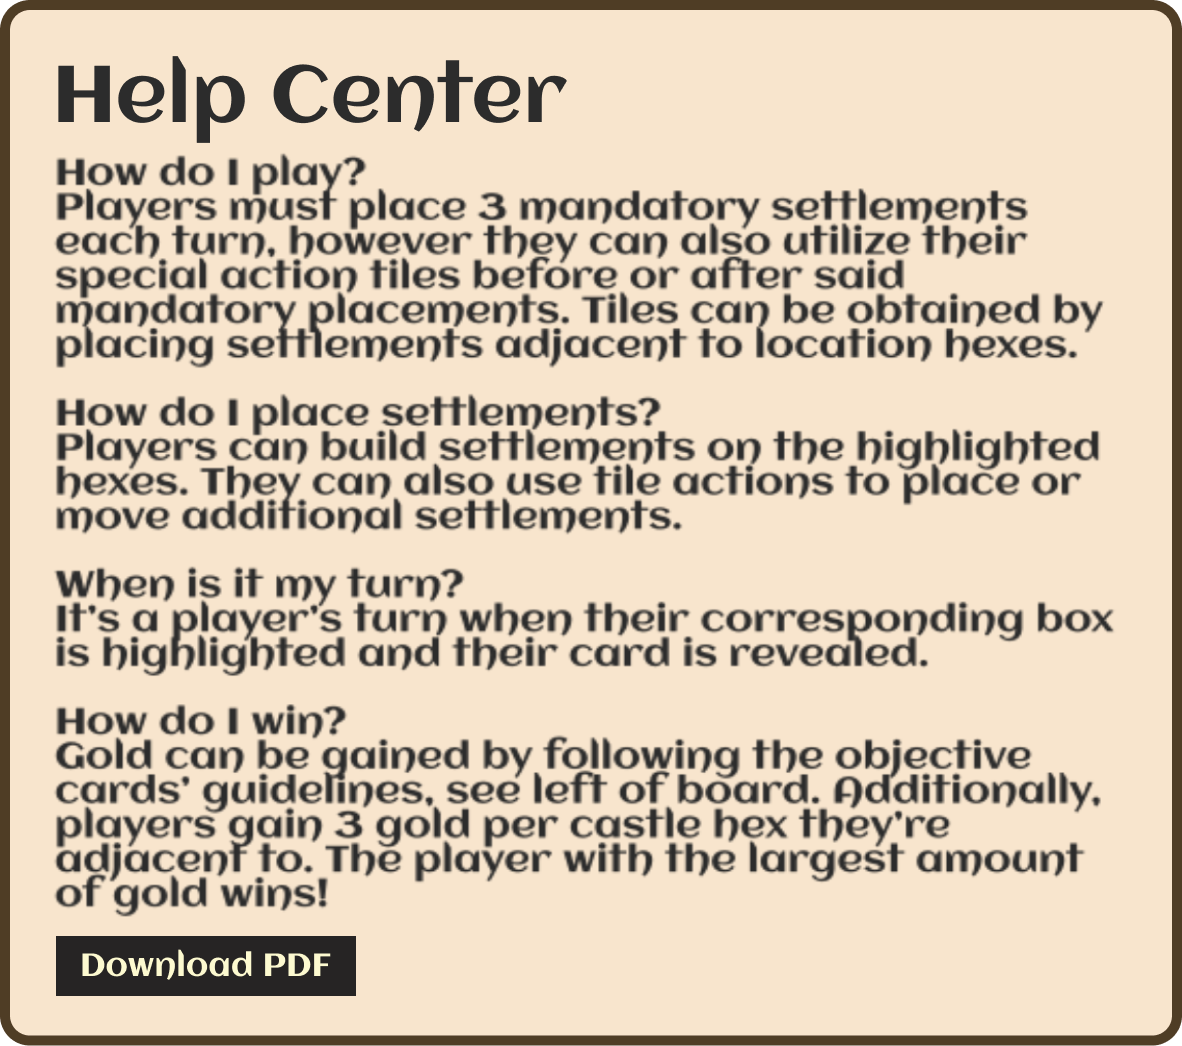 Help Center
How do I play?
Players must place 3 mandatory settlements
each turn, however they can also utilize their
special action tiles before or after said
mandatory placements. Tiles can be obtained by
placing settlements adjacent to location hexes.
How do I place settlements?
Players can build settlements on the highlighted
hexes. They can also use tile actions to place or
move additional settlements.
When is it my turn?
It's a player's turn when their corresponding box
is highlighted and their card is revealed.
How do I win?
Gold can be gained by following the objective
cards' guidelines, see left of board. Additionally,
players gain 3 gold per castle hex they're
adjacent to. The player with the largest amount
of gold wins!
Download PDF